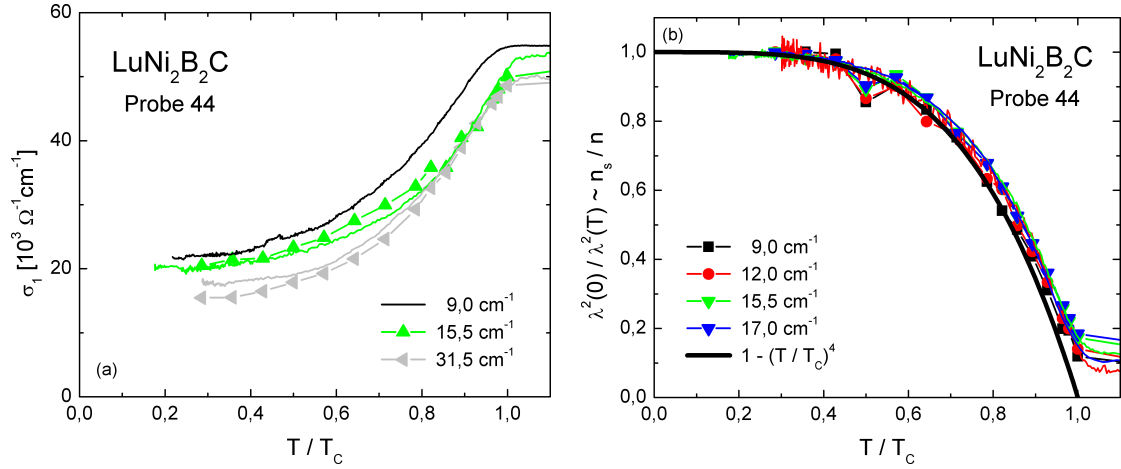 60
40
20
0
σ₁ [10³ Ω⁻¹cm⁻¹]
LuNi₂B₂C
Probe 44
9,0 cm⁻¹
15,5 cm⁻¹
31,5 cm⁻¹
(a)
0,0 0,2 0,4 0,6 0,8 1,0
T / T_C
(b)
1,0
0,8
0,6
0,4
0,2
0,0
λ²(0) / λ²(T) ~ nₛ / n
LuNi₂B₂C
Probe 44
9,0 cm⁻¹
12,0 cm⁻¹
15,5 cm⁻¹
17,0 cm⁻¹
1 - (T / T_C)⁴
0,0 0,2 0,4 0,6 0,8 1,0
T / T_C